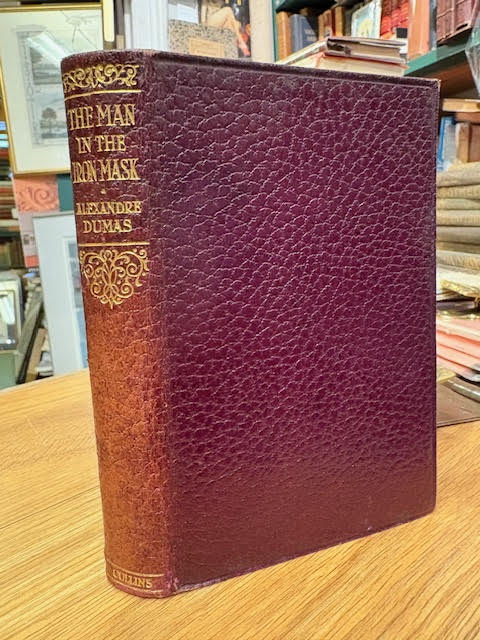 THE MAN
IN THE
IRON MASK
ALEXANDRE
DUMAS
COLLINS